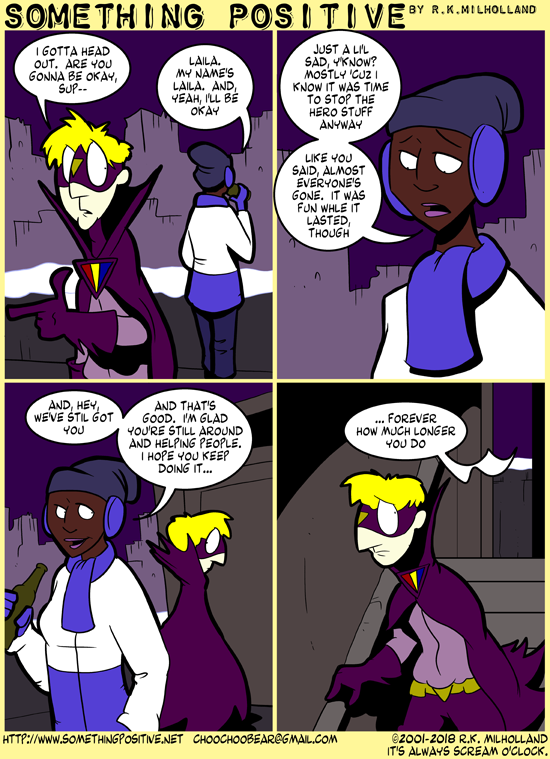 SOMETHING POSITIVE BY R.K.MILHOLLAND
I GOTTA HEAD
OUT. ARE YOU
GONNA BE OKAY,
SUP--
LAILA.
MY NAME'S
LAILA. AND,
YEAH, I'LL BE
OKAY
JUST A LI'L
SAD, Y'KNOW?
MOSTLY 'CUZ I
KNOW IT WAS TIME
TO STOP THE
HERO STUFF
ANYWAY
LIKE YOU
SAID, ALMOST
EVERYONE'S
GONE. IT WAS
FUN WHLE IT
LASTED,
THOUGH
AND, HEY,
WE'VE STIL GOT
YOU
AND THAT'S
GOOD. I'M GLAD
YOU'RE STILL AROUND
AND HELPING PEOPLE.
I HOPE YOU KEEP
DOING IT...
... FOREVER
HOW MUCH LONGER
YOU DO
HTTP://WWW.SOMETHINGPOSITIVE.NET CHOOCHOOBEAR@GMAIL.COM
©2001-2018 R.K. MILHOLLAND
IT'S ALWAYS SCREAM O'CLOCK.